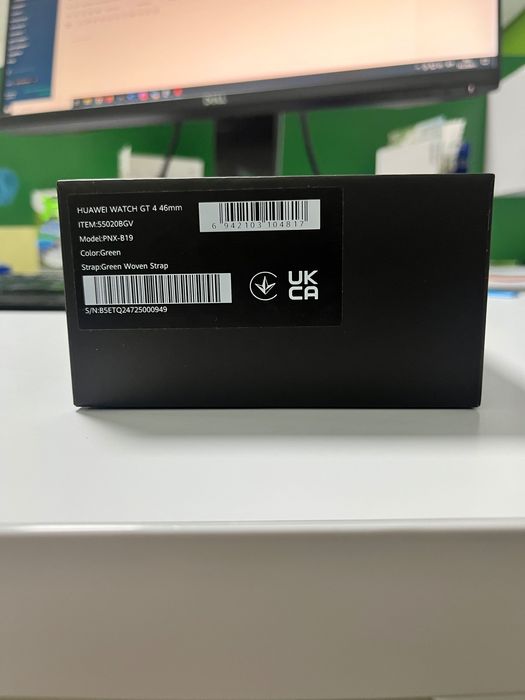 DELL
HUAWEI WATCH GT 4 46mm
ITEM:55020BGV
Model:PNX-B19
Color:Green
Strap:Green Woven Strap
S/N:B5ETQ24725000949
6 942103 104817
UK
CA